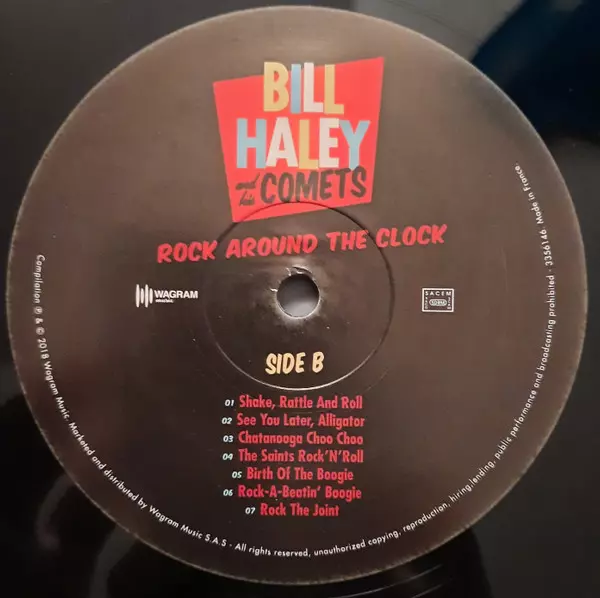 BILL
HALEY
and his COMETS
ROCK AROUND THE CLOCK
WAGRAM
music
SACEM
SDRM
SIDE B
01 Shake, Rattle And Roll
02 See You Later, Alligator
03 Chatanooga Choo Choo
04 The Saints Rock'N'Roll
05 Birth Of The Boogie
06 Rock-A-Beatin' Boogie
07 Rock The Joint
Compilation ℗ & © 2018 Wagram Music. Marketed and distributed by Wagram Music S.A.S - All rights reserved, unauthorized copying, reproduction, hiring, lending, public performance and broadcasting prohibited - 3356146. Made in France.